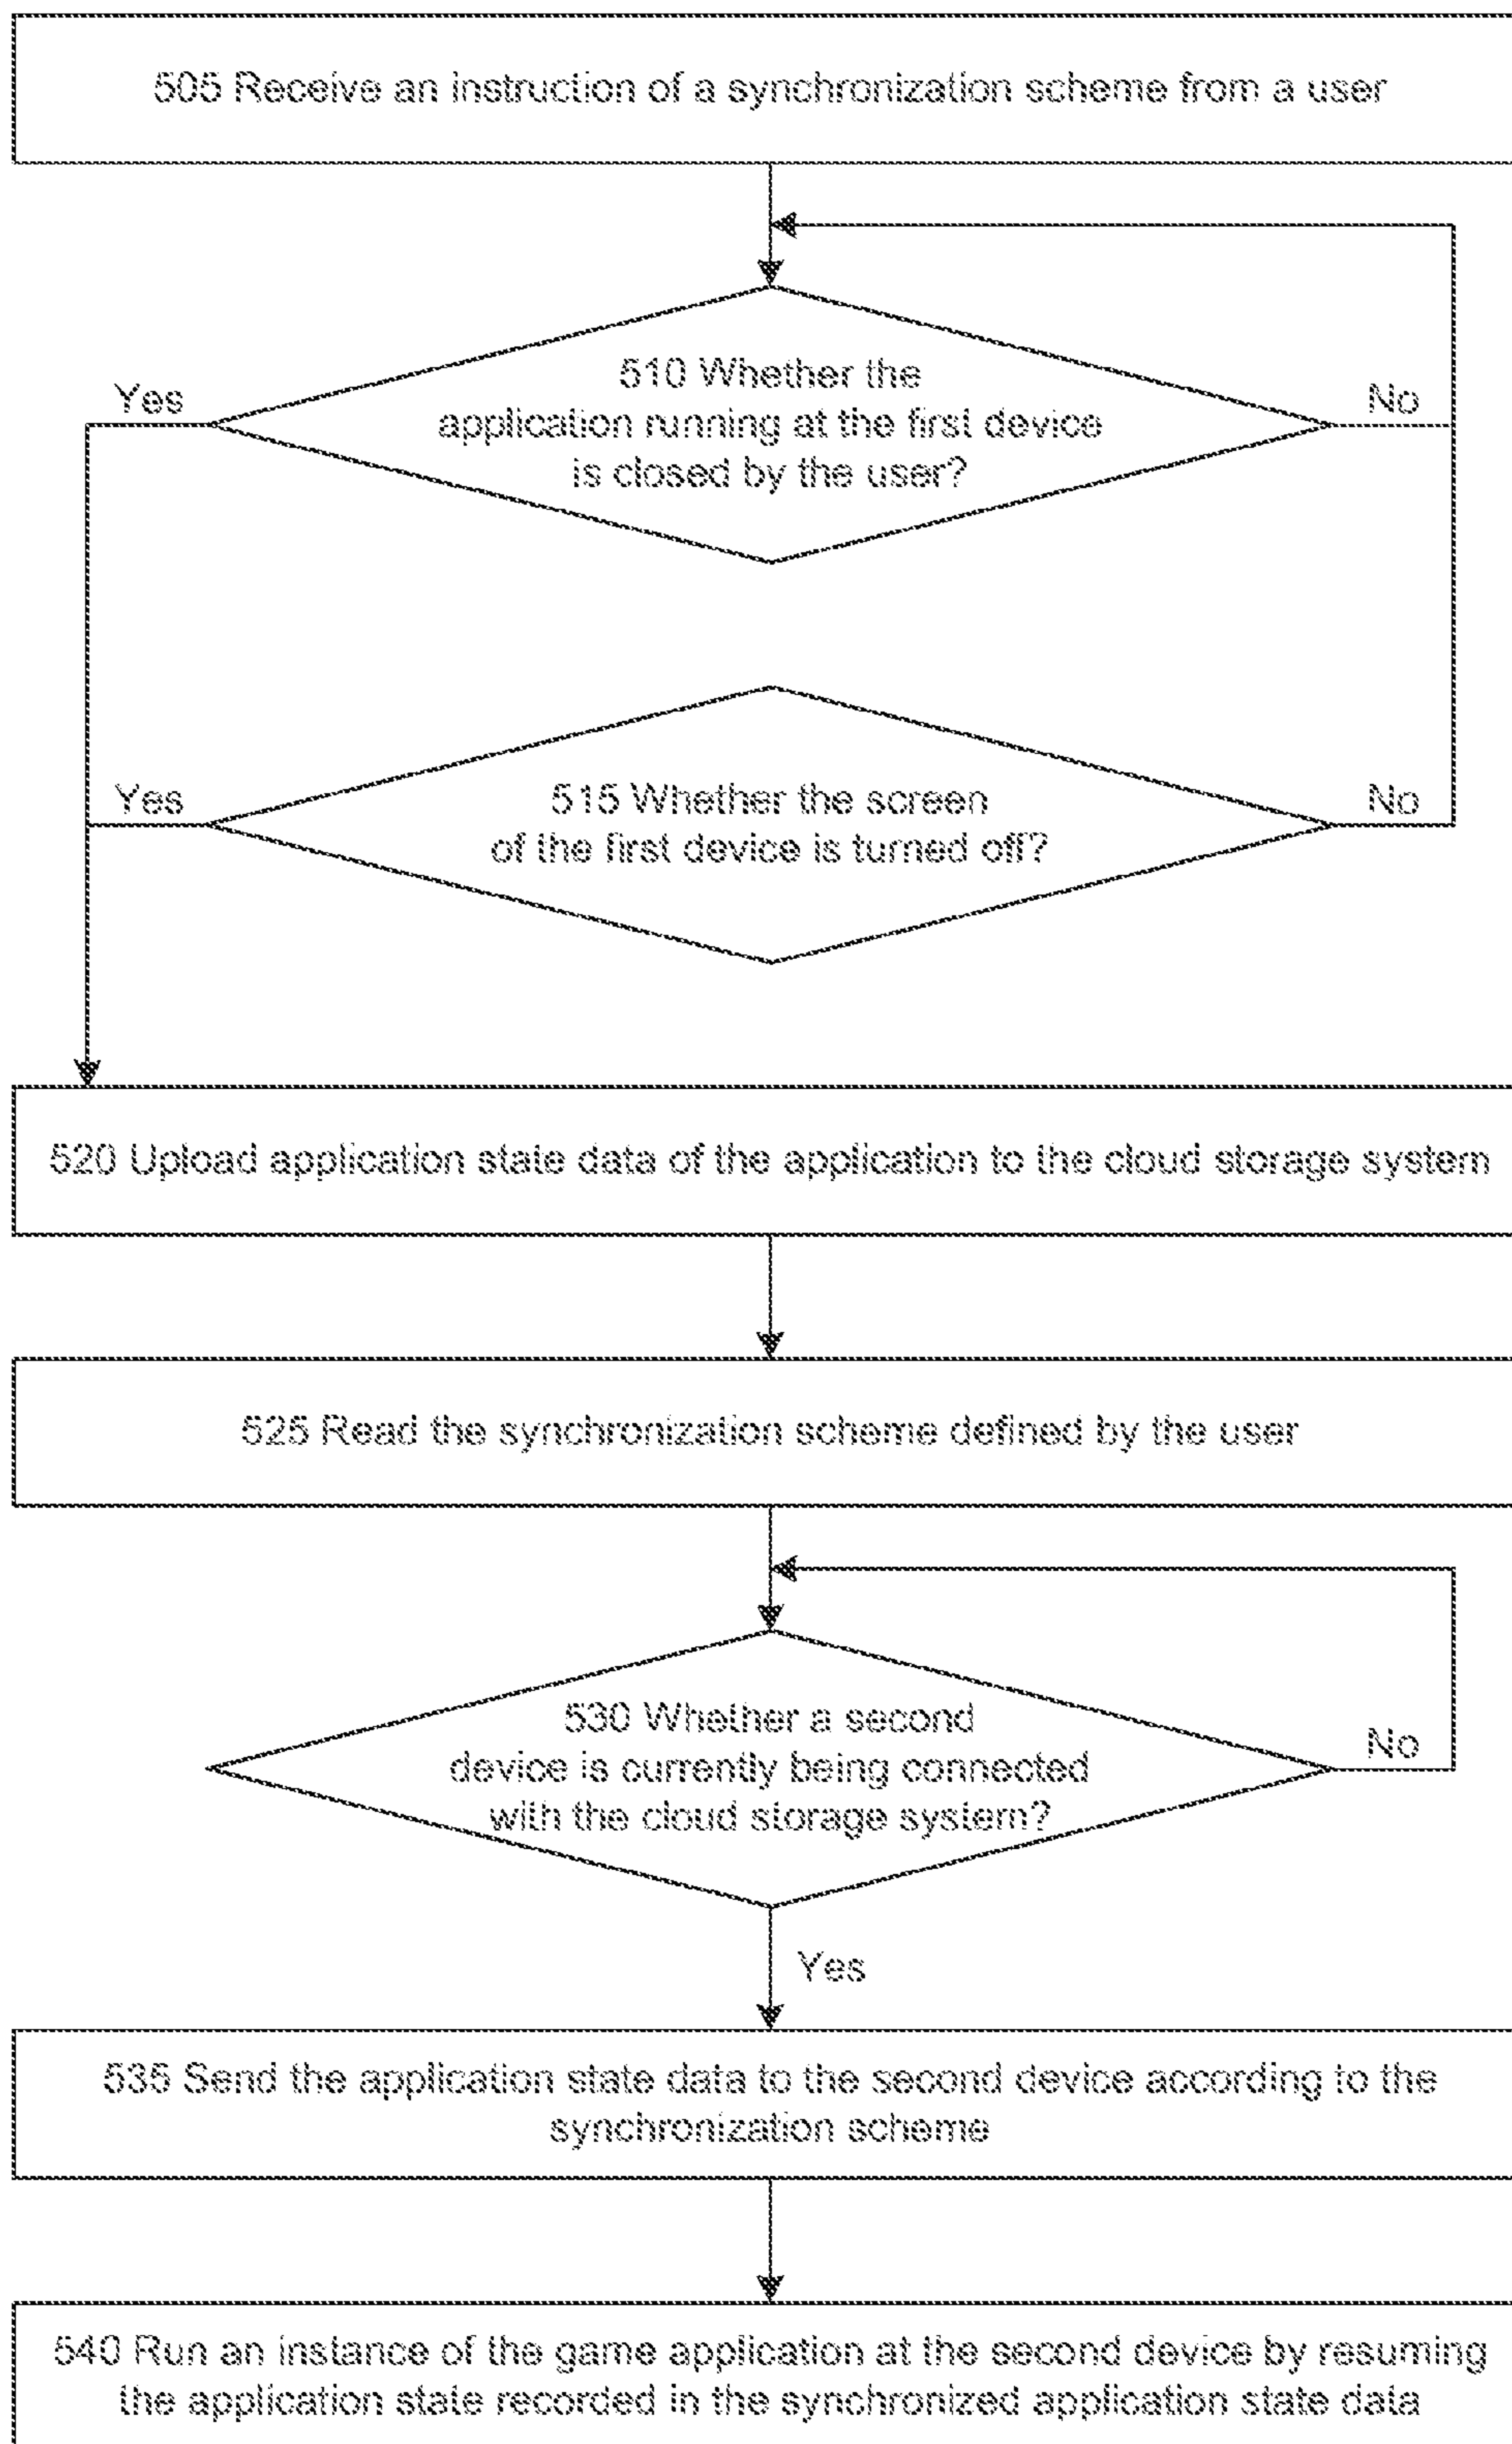 505 Receive an instruction of a synchronization scheme from a user
510 Whether the
application running at the first device
is closed by the user?
Yes
No
515 Whether the screen
of the first device is turned off?
Yes
No
520 Upload application state data of the application to the cloud storage system
525 Read the synchronization scheme defined by the user
530 Whether a second
device is currently being connected
with the cloud storage system?
No
Yes
535 Send the application state data to the second device according to the
synchronization scheme
540 Run an instance of the game application at the second device by resuming
the application state recorded in the synchronized application state data